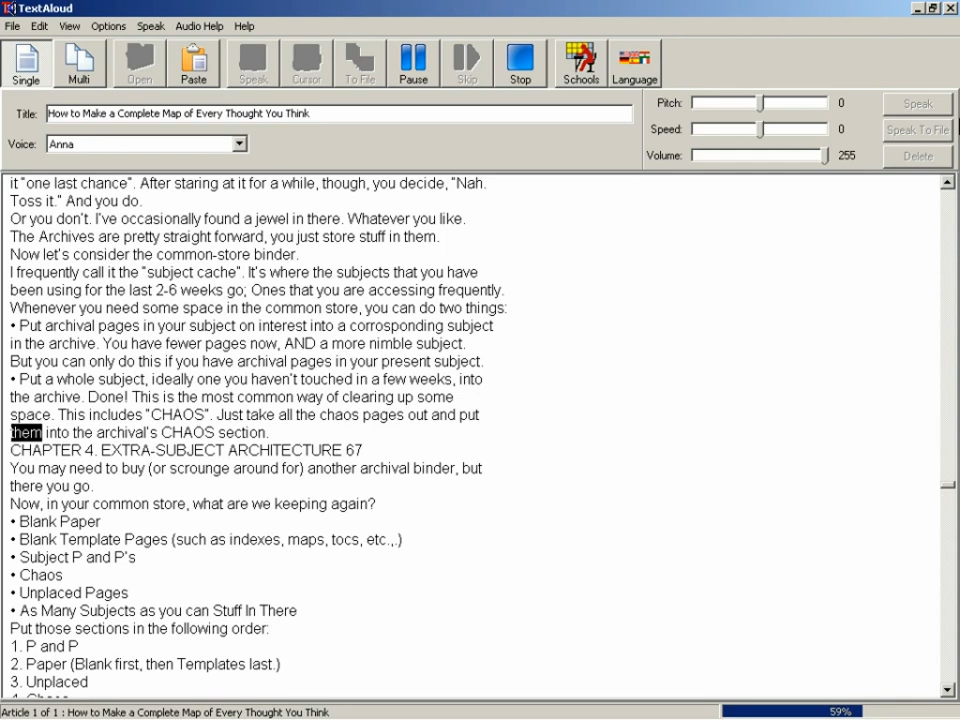 TextAloud
File Edit View Options Speak Audio Help Help
Single Multi Open Paste Speak Cursor To File Pause Skip Stop Schools Language
Title: How to Make a Complete Map of Every Thought You Think
Voice: Anna
Pitch: 0 Speak
Speed: 0 Speak To File
Volume: 255 Delete
it "one last chance". After staring at it for a while, though, you decide, "Nah.
Toss it." And you do.
Or you don't. I've occasionally found a jewel in there. Whatever you like.
The Archives are pretty straight forward, you just store stuff in them.
Now let's consider the common-store binder.
I frequently call it the "subject cache". It's where the subjects that you have
been using for the last 2-6 weeks go; Ones that you are accessing frequently.
Whenever you need some space in the common store, you can do two things:
• Put archival pages in your subject on interest into a corrosponding subject
in the archive. You have fewer pages now, AND a more nimble subject.
But you can only do this if you have archival pages in your present subject.
• Put a whole subject, ideally one you haven't touched in a few weeks, into
the archive. Done! This is the most common way of clearing up some
space. This includes "CHAOS". Just take all the chaos pages out and put
them into the archival's CHAOS section.
CHAPTER 4. EXTRA-SUBJECT ARCHITECTURE 67
You may need to buy (or scrounge around for) another archival binder, but
there you go.
Now, in your common store, what are we keeping again?
• Blank Paper
• Blank Template Pages (such as indexes, maps, tocs, etc.,.)
• Subject P and P's
• Chaos
• Unplaced Pages
• As Many Subjects as you can Stuff In There
Put those sections in the following order:
1. P and P
2. Paper (Blank first, then Templates last.)
3. Unplaced
4. Chaos
Article 1 of 1 : How to Make a Complete Map of Every Thought You Think 59%